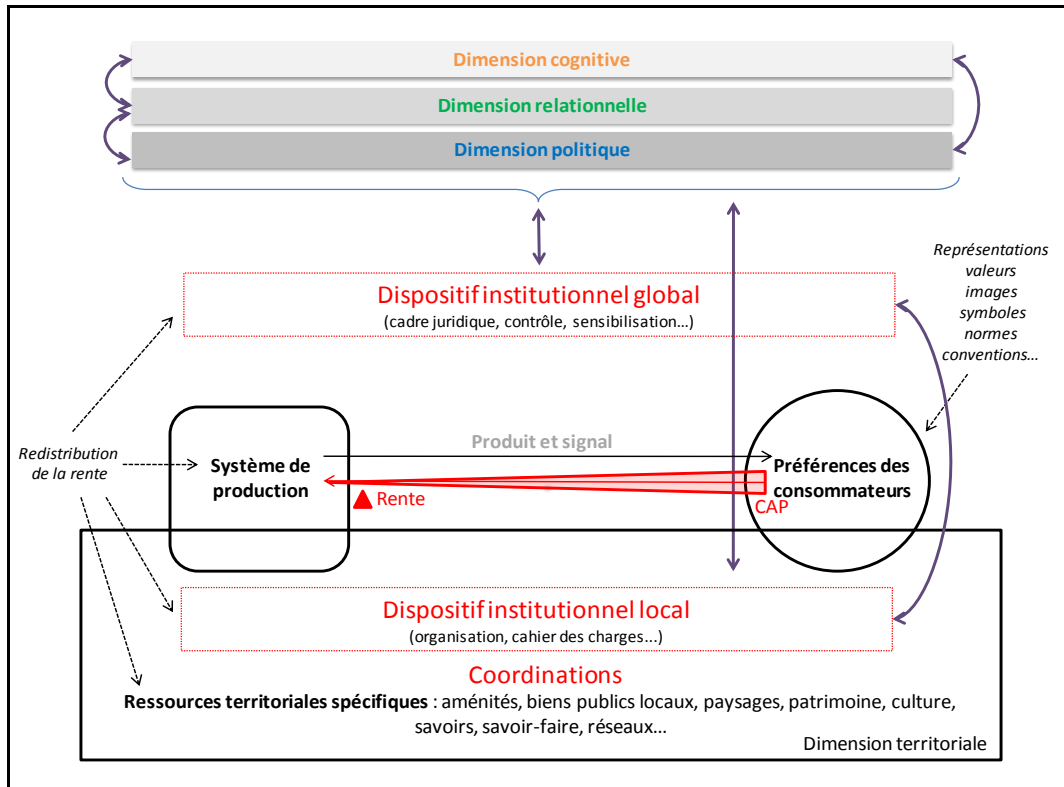 Dimension cognitive
Dimension relationnelle
Dimension politique
Représentations
valeurs
images
symboles
normes
conventions…
Dispositif institutionnel global
(cadre juridique, contrôle, sensibilisation…)
Redistribution
de la rente
Système de
production
Produit et signal
Rente
CAP
Préférences des
consommateurs
Dispositif institutionnel local
(organisation, cahier des charges...)
Coordinations
Ressources territoriales spécifiques : aménités, biens publics locaux, paysages, patrimoine, culture,
savoirs, savoir-faire, réseaux…
Dimension territoriale